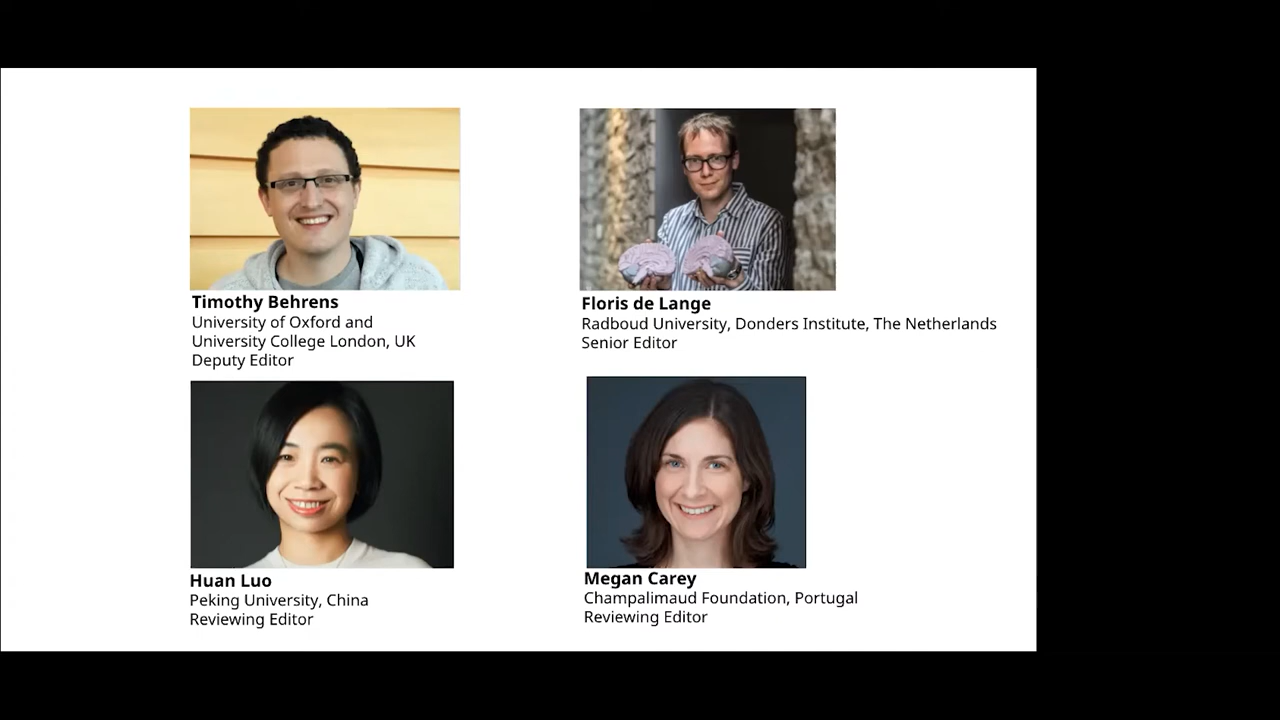 Timothy Behrens
University of Oxford and
University College London, UK
Deputy Editor
Floris de Lange
Radboud University, Donders Institute, The Netherlands
Senior Editor
Huan Luo
Peking University, China
Reviewing Editor
Megan Carey
Champalimaud Foundation, Portugal
Reviewing Editor